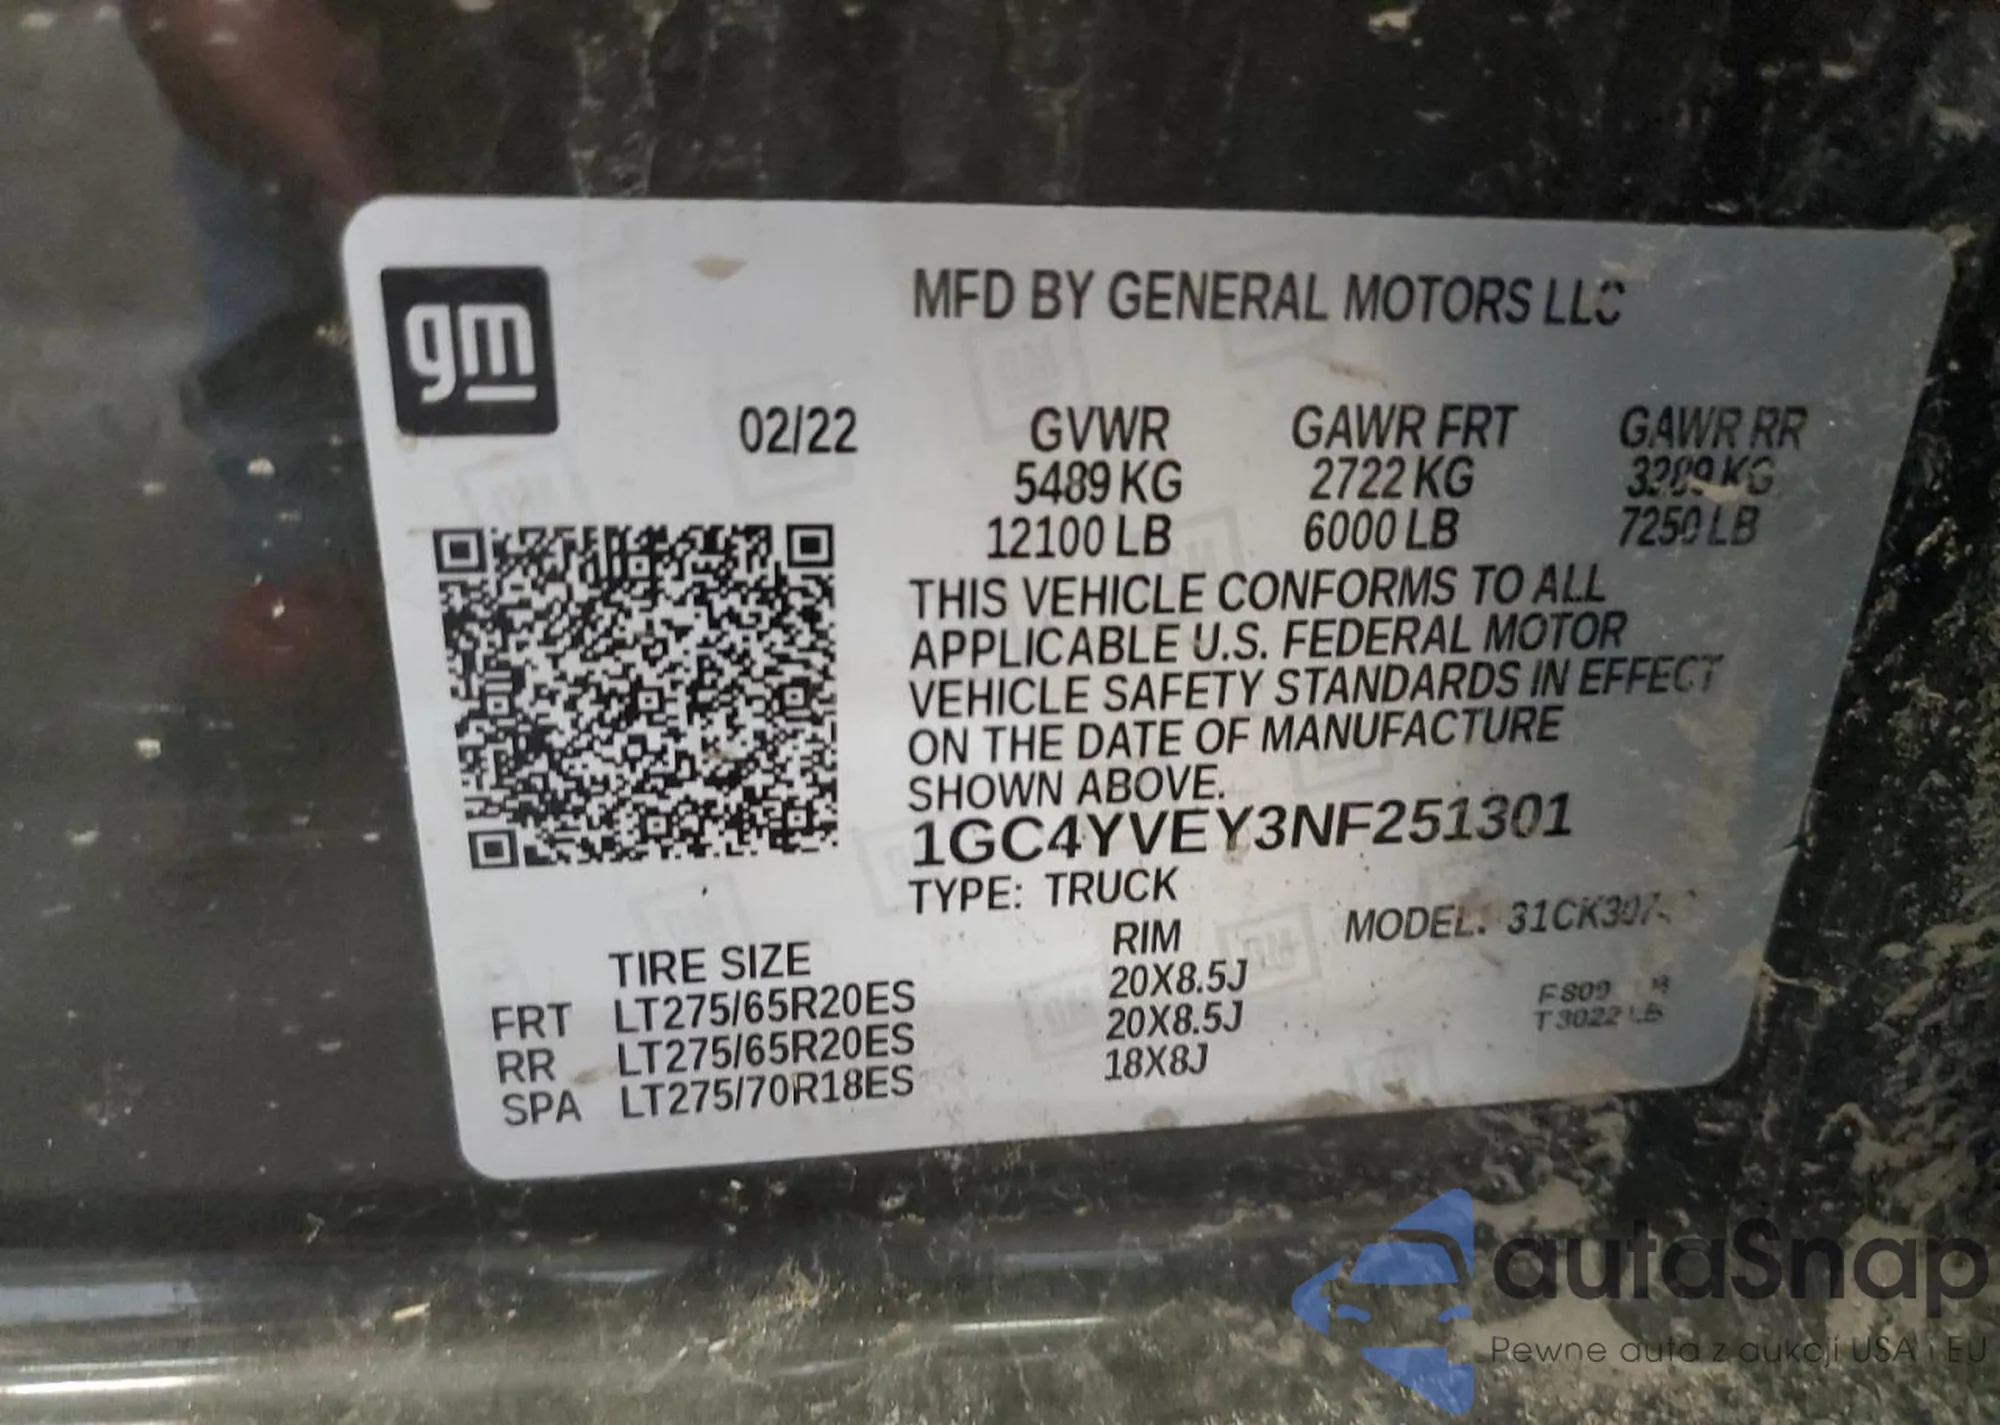 gm
MFD BY GENERAL MOTORS LLC
02/22 GVWR GAWR FRT GAWR RR
5489 KG 2722 KG KG
12100 LB 6000 LB 7250 LB
THIS VEHICLE CONFORMS TO ALL
APPLICABLE U.S. FEDERAL MOTOR
VEHICLE SAFETY STANDARDS IN EFFECT
ON THE DATE OF MANUFACTURE
SHOWN ABOVE.
1GC4YVEY3NF251301
TYPE: TRUCK
MODEL:
TIRE SIZE RIM
FRT LT275/65R20ES 20X8.5J
RR LT275/65R20ES 20X8.5J
SPA LT275/70R18ES 18X8J
T3022 LB
autaSnap
Pewne auta z aukcji USA i EU